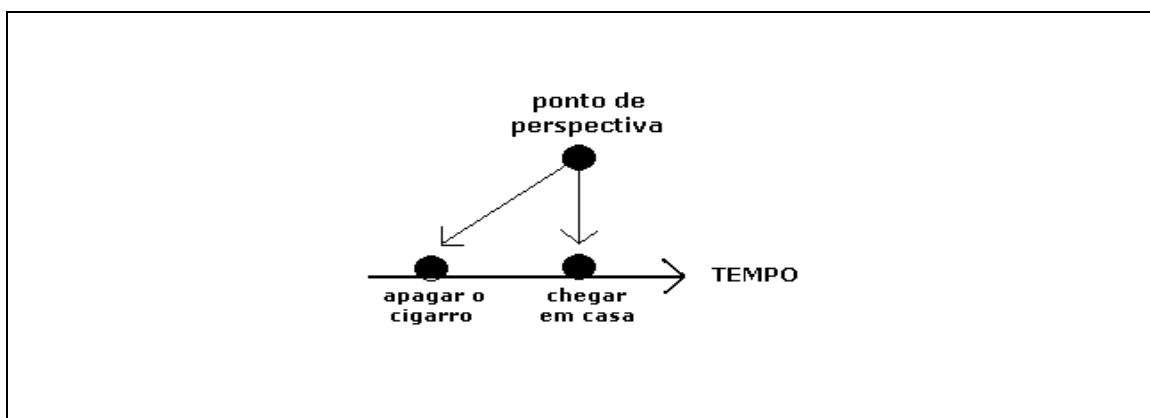 ponto de
perspectiva
TEMPO
apagar o
cigarro
chegar
em casa